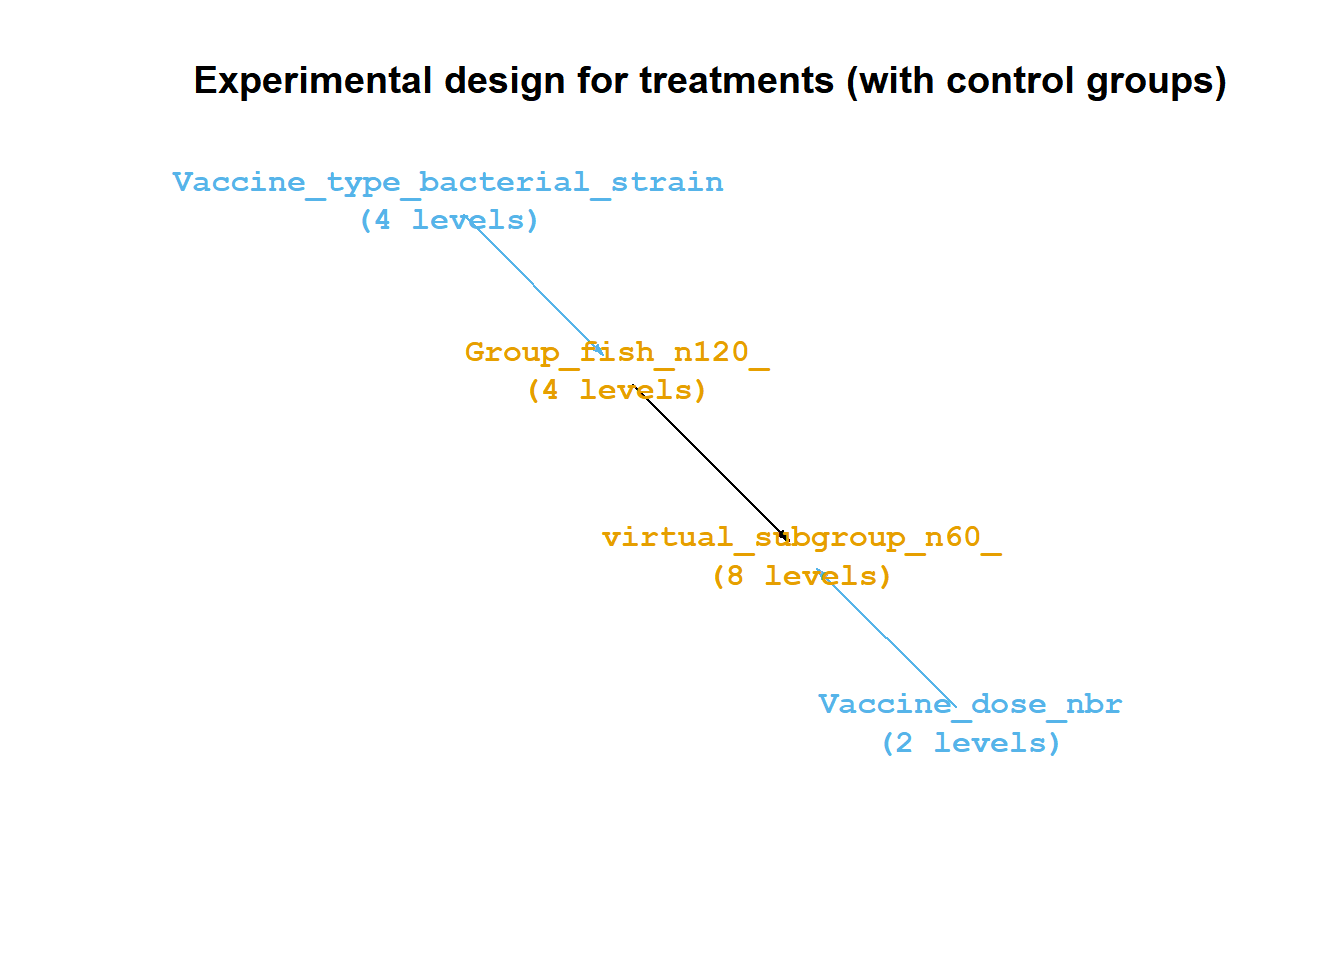 Experimental design for treatments (with control groups)
Vaccine_type_bacterial_strain
(4 levels)
Group_fish_n120_
(4 levels)
virtual_subgroup_n60_
(8 levels)
Vaccine_dose_nbr
(2 levels)